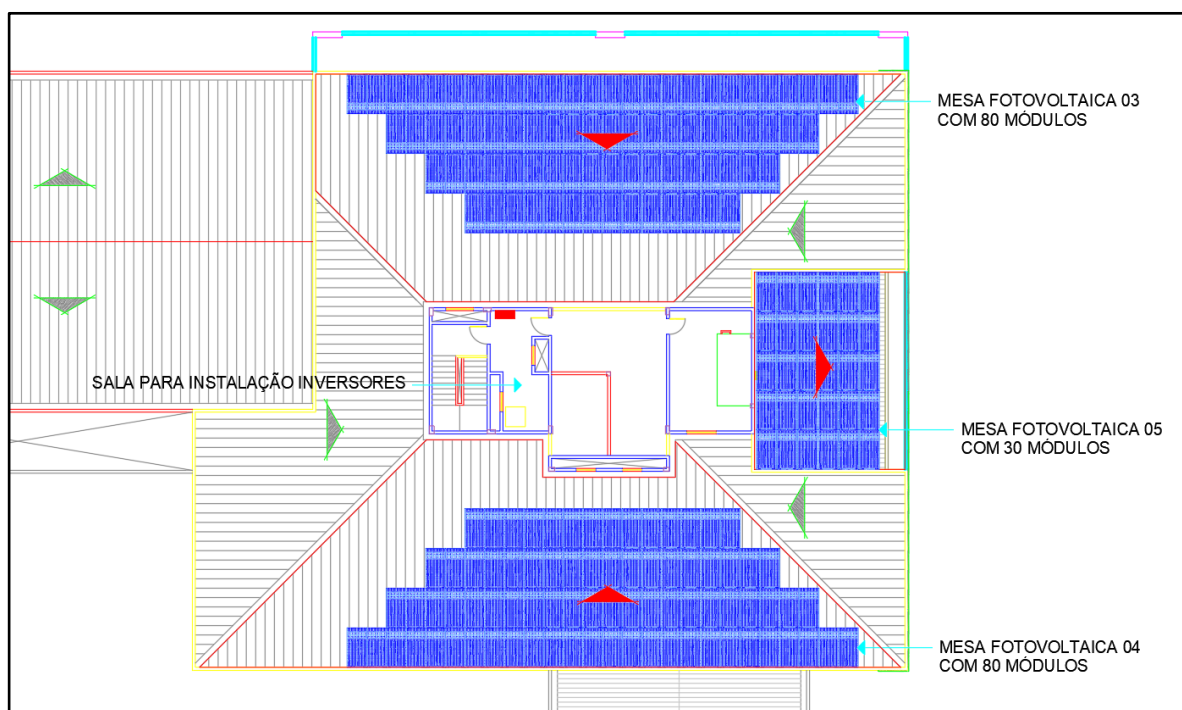 MESA FOTOVOLTAICA 03
COM 80 MÓDULOS
SALA PARA INSTALAÇÃO INVERSORES
MESA FOTOVOLTAICA 05
COM 30 MÓDULOS
MESA FOTOVOLTAICA 04
COM 80 MÓDULOS